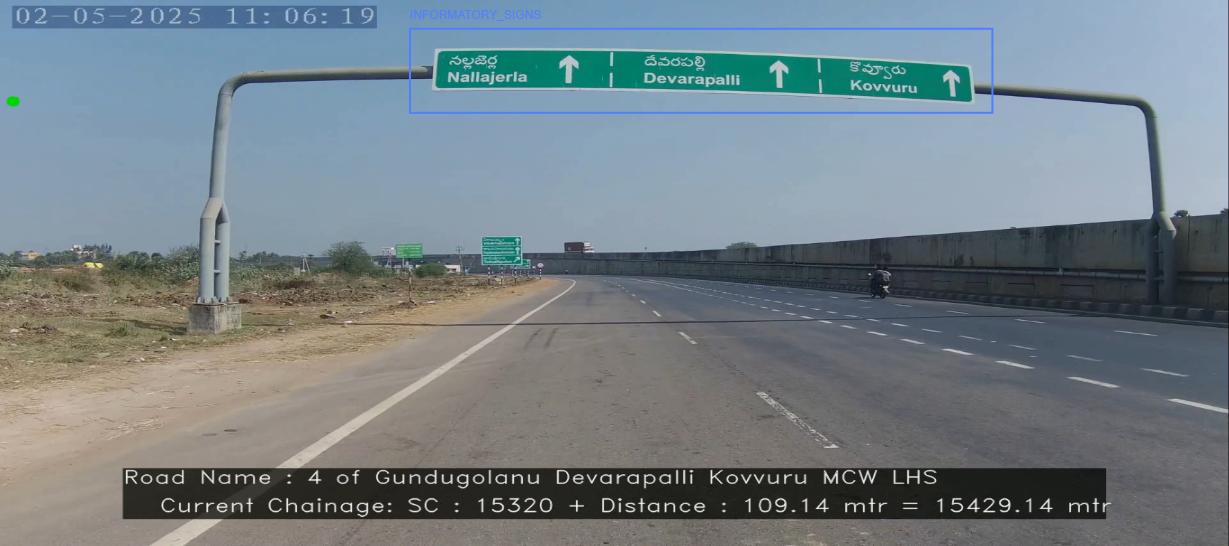 02-05-2025 11:06:19
INFORMATORY_SIGNS
నల్లజెర్ల
Nallajerla
దేవరపల్లి
Devarapalli
కొవ్వూరు
Kovvuru
Road Name : 4 of Gundugolanu Devarapalli Kovvuru MCW LHS
Current Chainage: SC : 15320 + Distance : 109.14 mtr = 15429.14 mtr